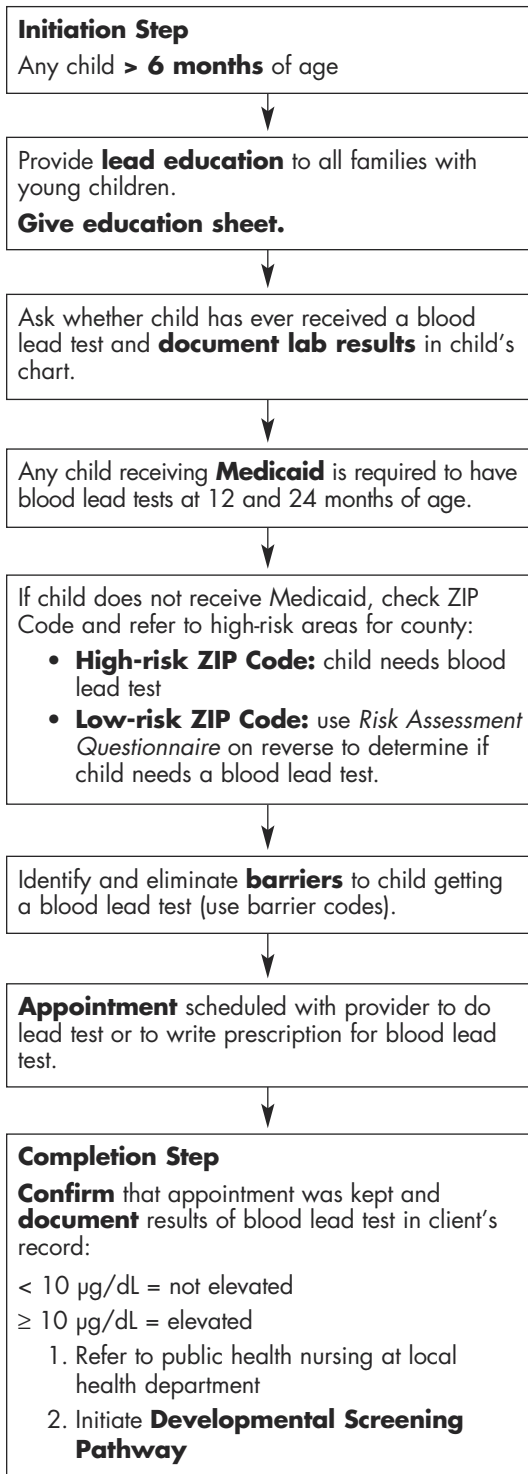 Initiation Step
Any child > 6 months of age
Provide lead education to all families with
young children.
Give education sheet.
Ask whether child has ever received a blood
lead test and document lab results in child's
chart.
Any child receiving Medicaid is required to have
blood lead tests at 12 and 24 months of age.
If child does not receive Medicaid, check ZIP
Code and refer to high-risk areas for county:
• High-risk ZIP Code: child needs blood
lead test
• Low-risk ZIP Code: use Risk Assessment
Questionnaire on reverse to determine if
child needs a blood lead test.
Identify and eliminate barriers to child getting
a blood lead test (use barrier codes).
Appointment scheduled with provider to do
lead test or to write prescription for blood lead
test.
Completion Step
Confirm that appointment was kept and
document results of blood lead test in client's
record:
< 10 µg/dL = not elevated
≥ 10 µg/dL = elevated
1. Refer to public health nursing at local
health department
2. Initiate Developmental Screening
Pathway